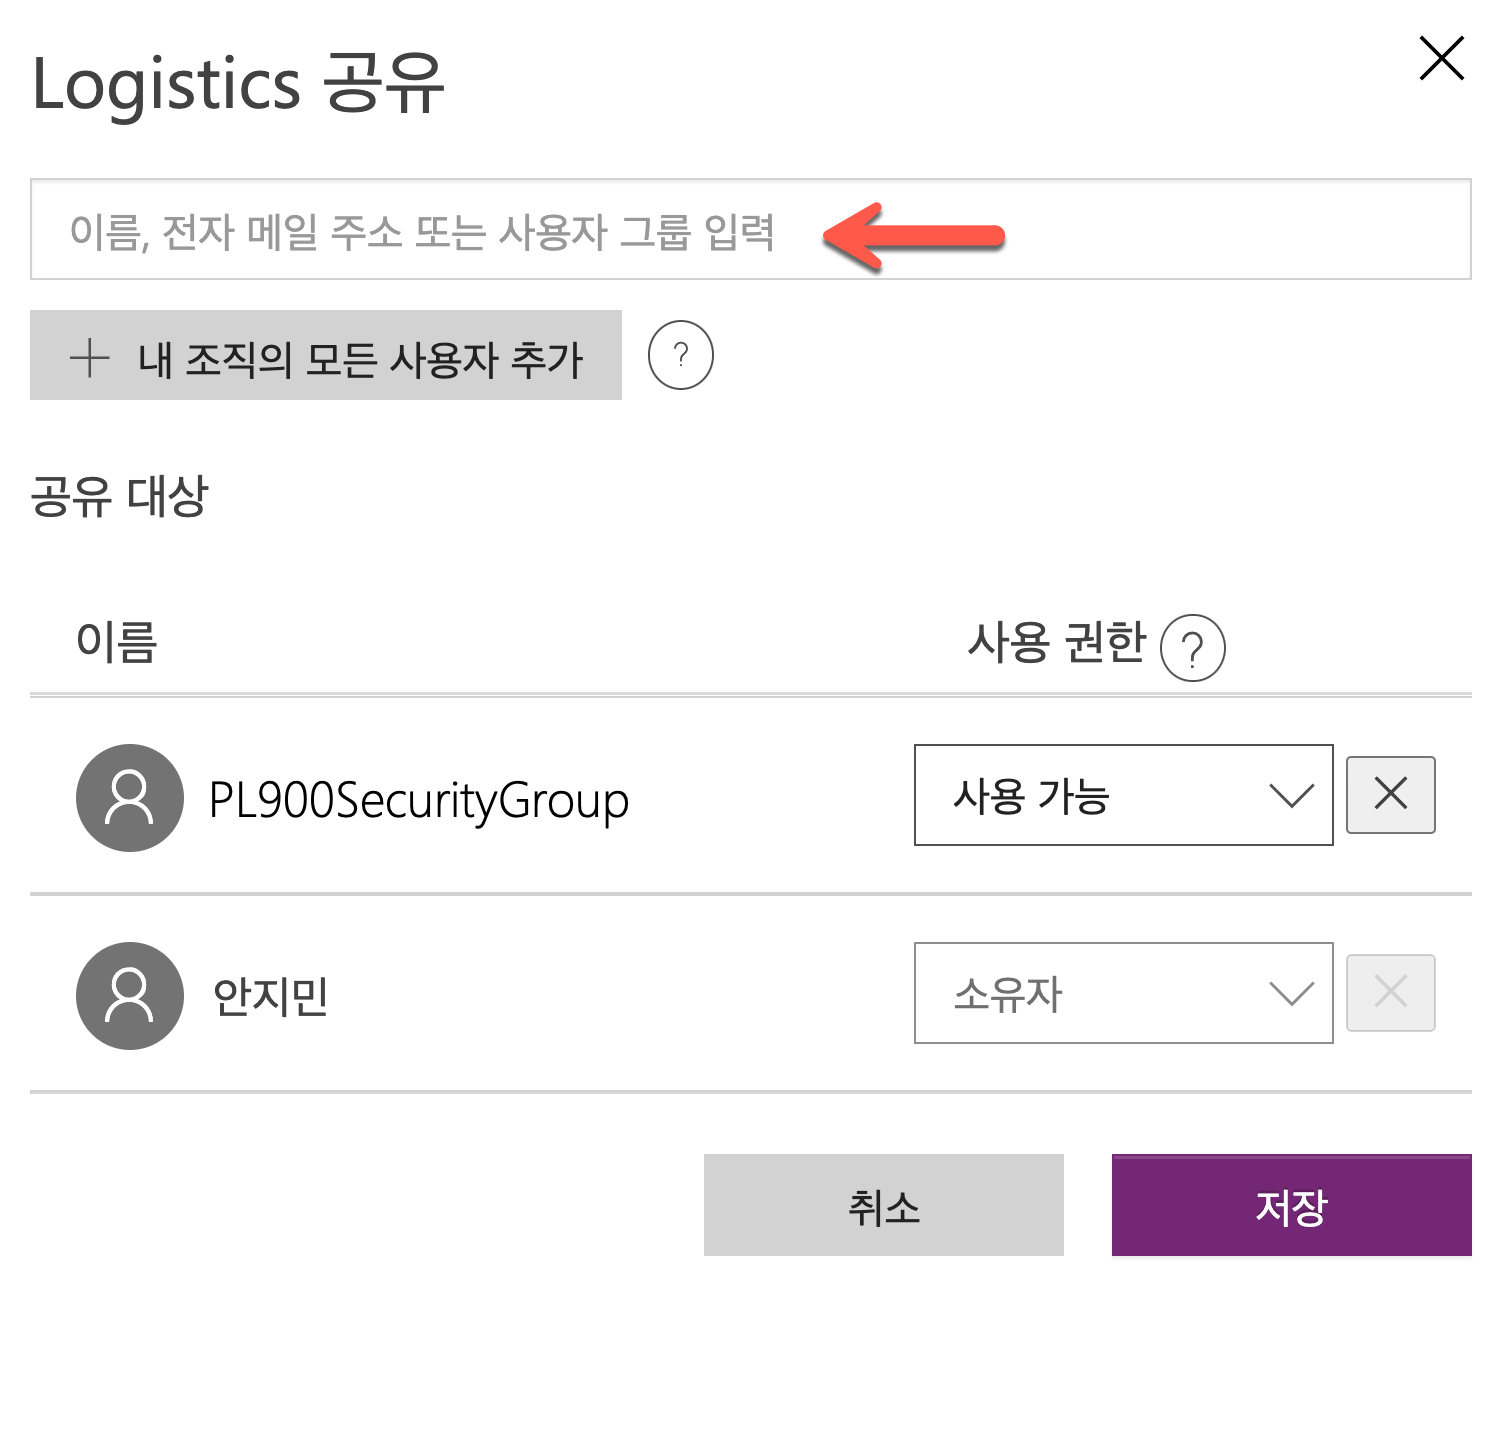 Logistics 공유
이름, 전자 메일 주소 또는 사용자 그룹 입력
내 조직의 모든 사용자 추가 ?
공유 대상
이름 사용 권한 ?
PL900SecurityGroup 사용 가능
안지민 소유자
취소 저장